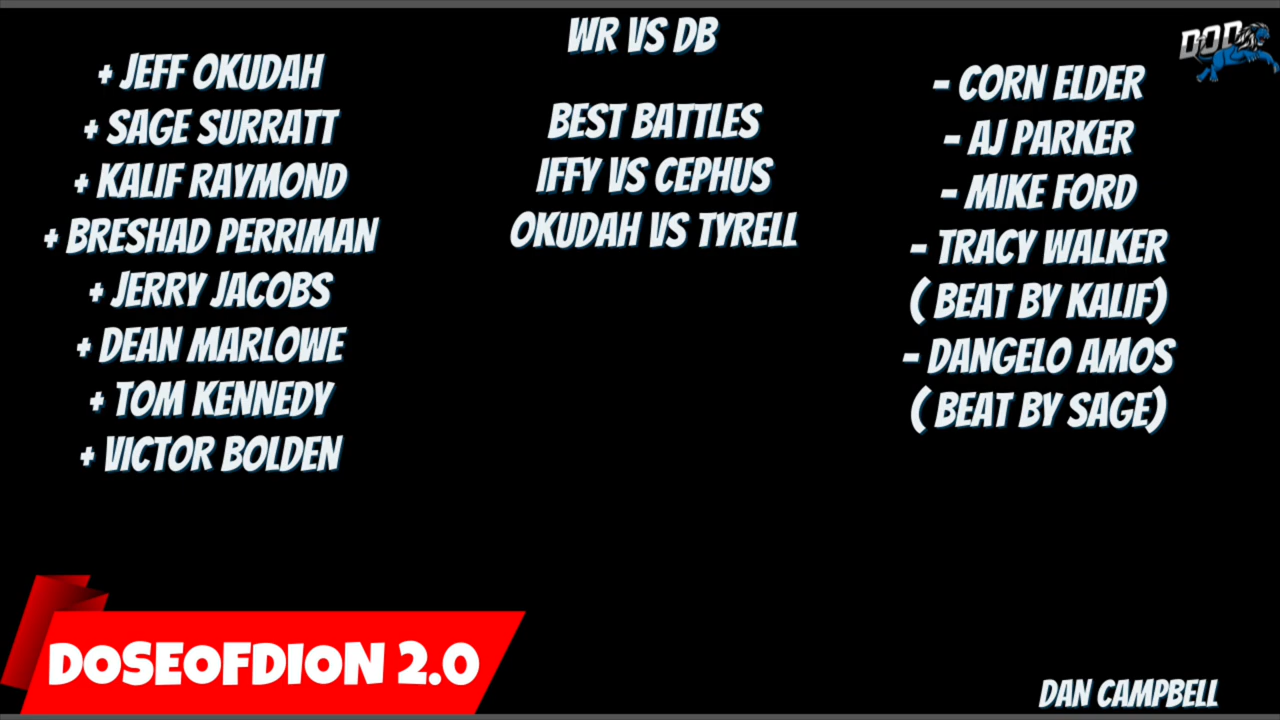 WR VS DB
+ JEFF OKUDAH
+ SAGE SURRATT
+ KALIF RAYMOND
+ BRESHAD PERRIMAN
+ JERRY JACOBS
+ DEAN MARLOWE
+ TOM KENNEDY
+ VICTOR BOLDEN
BEST BATTLES
IFFY VS CEPHUS
OKUDAH VS TYRELL
DOD
- CORN ELDER
- AJ PARKER
- MIKE FORD
- TRACY WALKER
( BEAT BY KALIF)
- DANGELO AMOS
( BEAT BY SAGE)
DOSEOFDION 2.0
DAN CAMPBELL